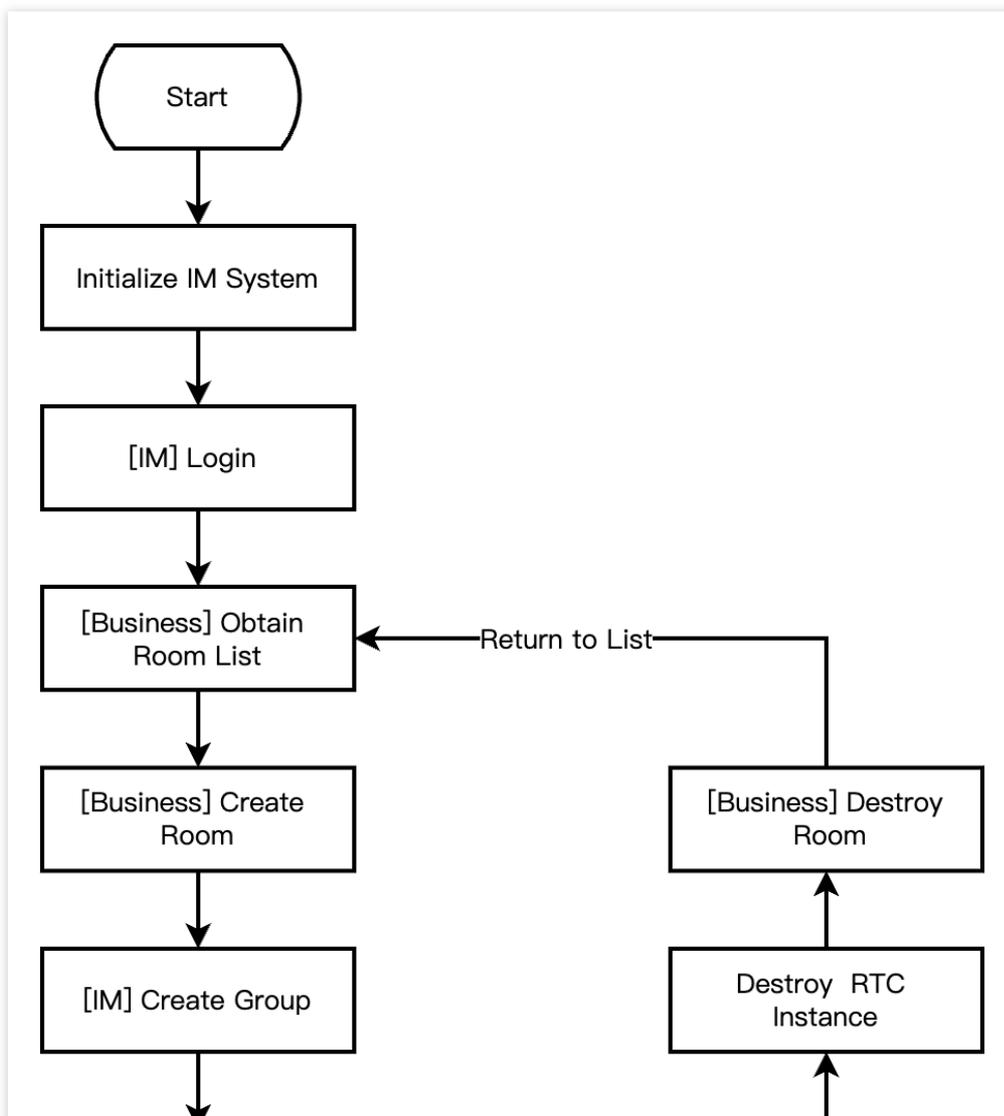 Start
Initialize IM System
[IM] Login
[Business] Obtain
Room List
Return to List
[Business] Create
Room
[Business] Destroy
Room
[IM] Create Group
Destroy  RTC
Instance